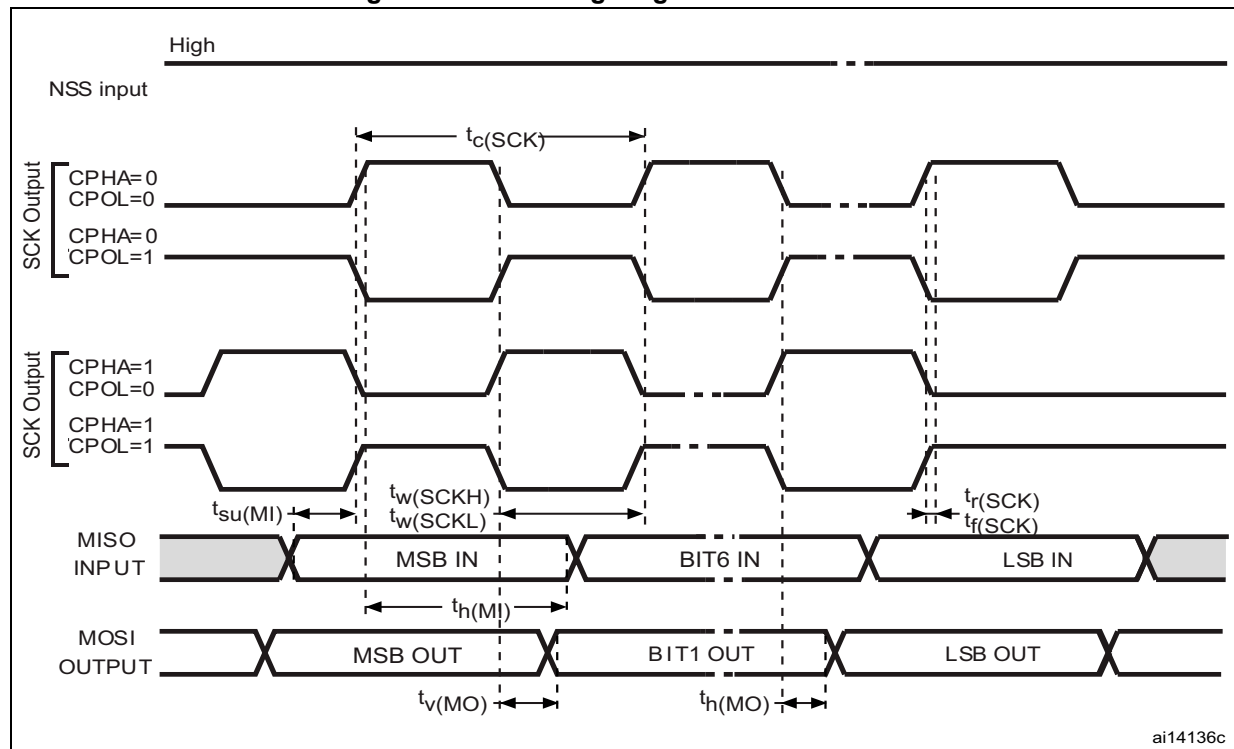 High
NSS input
tc(SCK)
SCK Output
CPHA=0
CPOL=0
CPHA=0
CPOL=1
SCK Output
CPHA=1
CPOL=0
CPHA=1
CPOL=1
tsu(MI)
tw(SCKH)
tw(SCKL)
tr(SCK)
tf(SCK)
MISO
INPUT
MSB IN
BIT6 IN
LSB IN
th(MI)
MOSI
OUTPUT
MSB OUT
BIT1 OUT
LSB OUT
tv(MO)
th(MO)
ai14136c